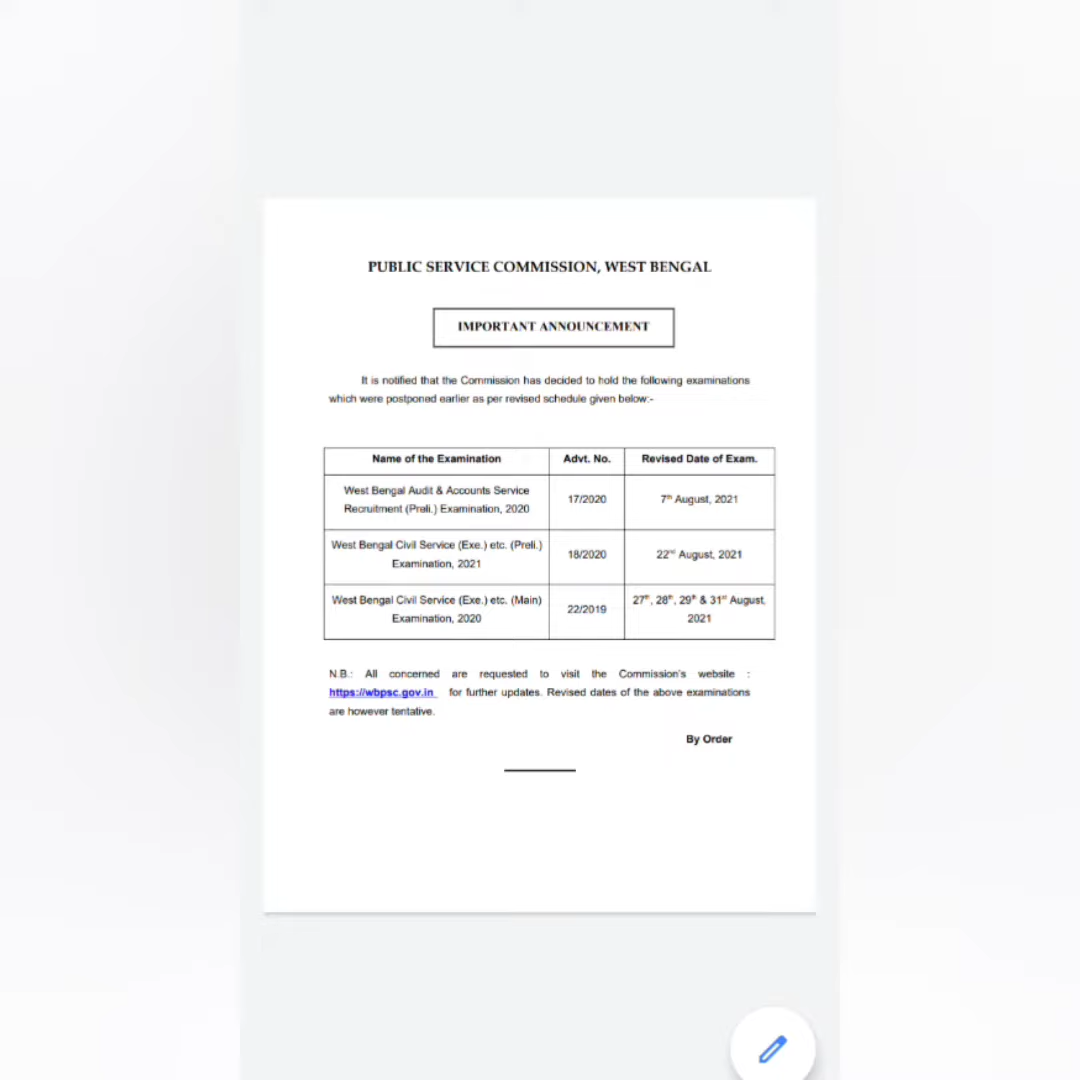 PUBLIC SERVICE COMMISSION, WEST BENGAL
IMPORTANT ANNOUNCEMENT
It is notified that the Commission has decided to hold the following examinations
which were postponed earlier as per revised schedule given below:-
Name of the Examination Advt. No. Revised Date of Exam.
West Bengal Audit & Accounts Service
Recruitment (Preli.) Examination, 2020
17/2020
7th August, 2021
West Bengal Civil Service (Exe.) etc. (Preli.)
Examination, 2021
18/2020
22nd August, 2021
West Bengal Civil Service (Exe.) etc. (Main)
Examination, 2020
22/2019
27th, 28th, 29th & 31st August,
2021
N.B.: All concerned are requested to visit the Commission's website :
https://wbpsc.gov.in for further updates. Revised dates of the above examinations
are however tentative.
By Order